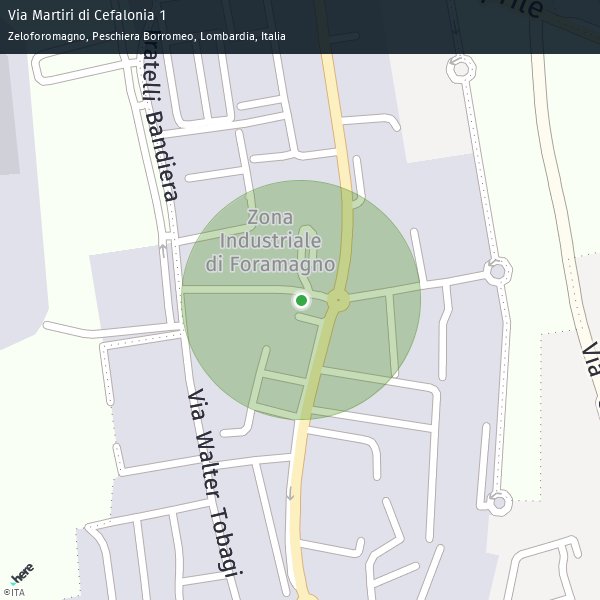 Via Martiri di Cefalonia 1
Zeloforomagno, Peschiera Borromeo, Lombardia, Italia
Fratelli Bandiera
Zona
Industriale
di Foramagno
Via Walter Tobagi
Via
here
©ITA